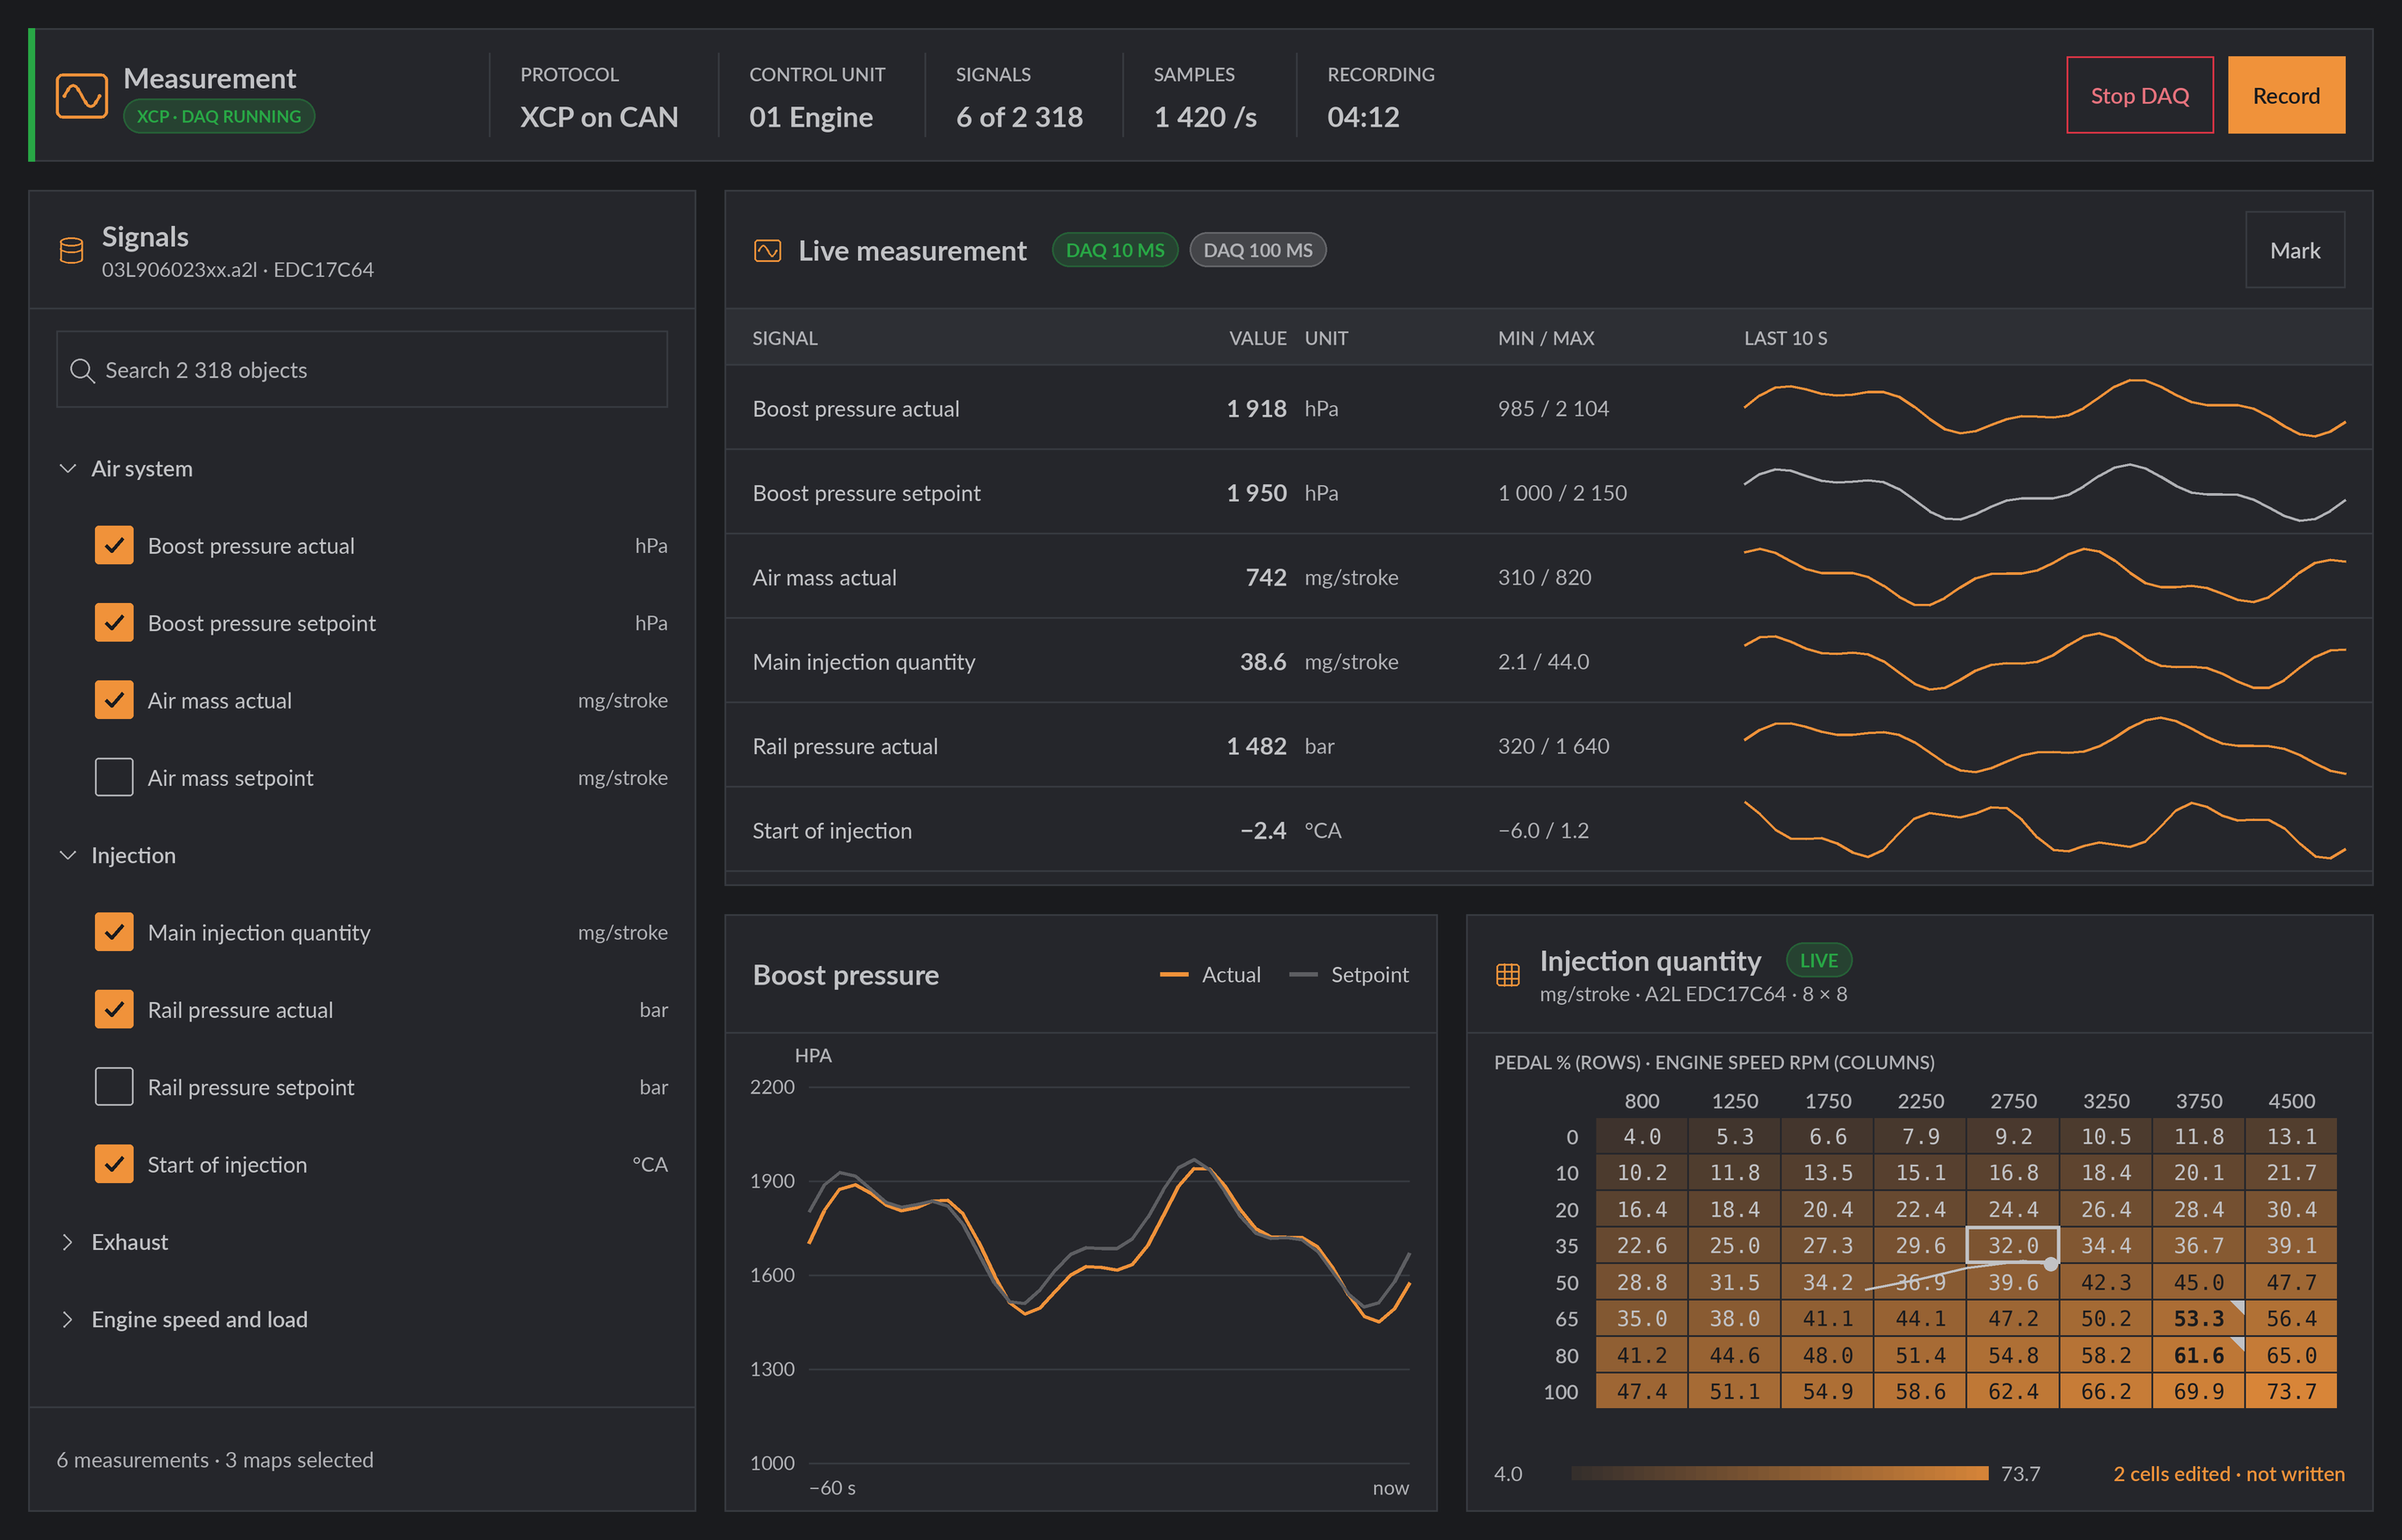 Measurement
XCP · DAQ RUNNING
PROTOCOL
XCP on CAN
CONTROL UNIT
01 Engine
SIGNALS
6 of 2 318
SAMPLES
1 420 /s
RECORDING
04:12
Stop DAQ
Record
Signals
03L906023xx.a2l · EDC17C64
Search 2 318 objects
Air system
Boost pressure actual hPa
Boost pressure setpoint hPa
Air mass actual mg/stroke
Air mass setpoint mg/stroke
Injection
Main injection quantity mg/stroke
Rail pressure actual bar
Rail pressure setpoint bar
Start of injection °CA
Exhaust
Engine speed and load
6 measurements · 3 maps selected
Live measurement DAQ 10 MS DAQ 100 MS
Mark
SIGNAL VALUE UNIT MIN / MAX LAST 10 S
Boost pressure actual 1 918 hPa 985 / 2 104
Boost pressure setpoint 1 950 hPa 1 000 / 2 150
Air mass actual 742 mg/stroke 310 / 820
Main injection quantity 38.6 mg/stroke 2.1 / 44.0
Rail pressure actual 1 482 bar 320 / 1 640
Start of injection −2.4 °CA −6.0 / 1.2
Boost pressure
Actual Setpoint
HPA
2200
1900
1600
1300
1000
−60 s now
Injection quantity LIVE
mg/stroke · A2L EDC17C64 · 8 × 8
PEDAL % (ROWS) · ENGINE SPEED RPM (COLUMNS)
800 1250 1750 2250 2750 3250 3750 4500
0 4.0 5.3 6.6 7.9 9.2 10.5 11.8 13.1
10 10.2 11.8 13.5 15.1 16.8 18.4 20.1 21.7
20 16.4 18.4 20.4 22.4 24.4 26.4 28.4 30.4
35 22.6 25.0 27.3 29.6 32.0 34.4 36.7 39.1
50 28.8 31.5 34.2 36.9 39.6 42.3 45.0 47.7
65 35.0 38.0 41.1 44.1 47.2 50.2 53.3 56.4
80 41.2 44.6 48.0 51.4 54.8 58.2 61.6 65.0
100 47.4 51.1 54.9 58.6 62.4 66.2 69.9 73.7
4.0 73.7
2 cells edited · not written